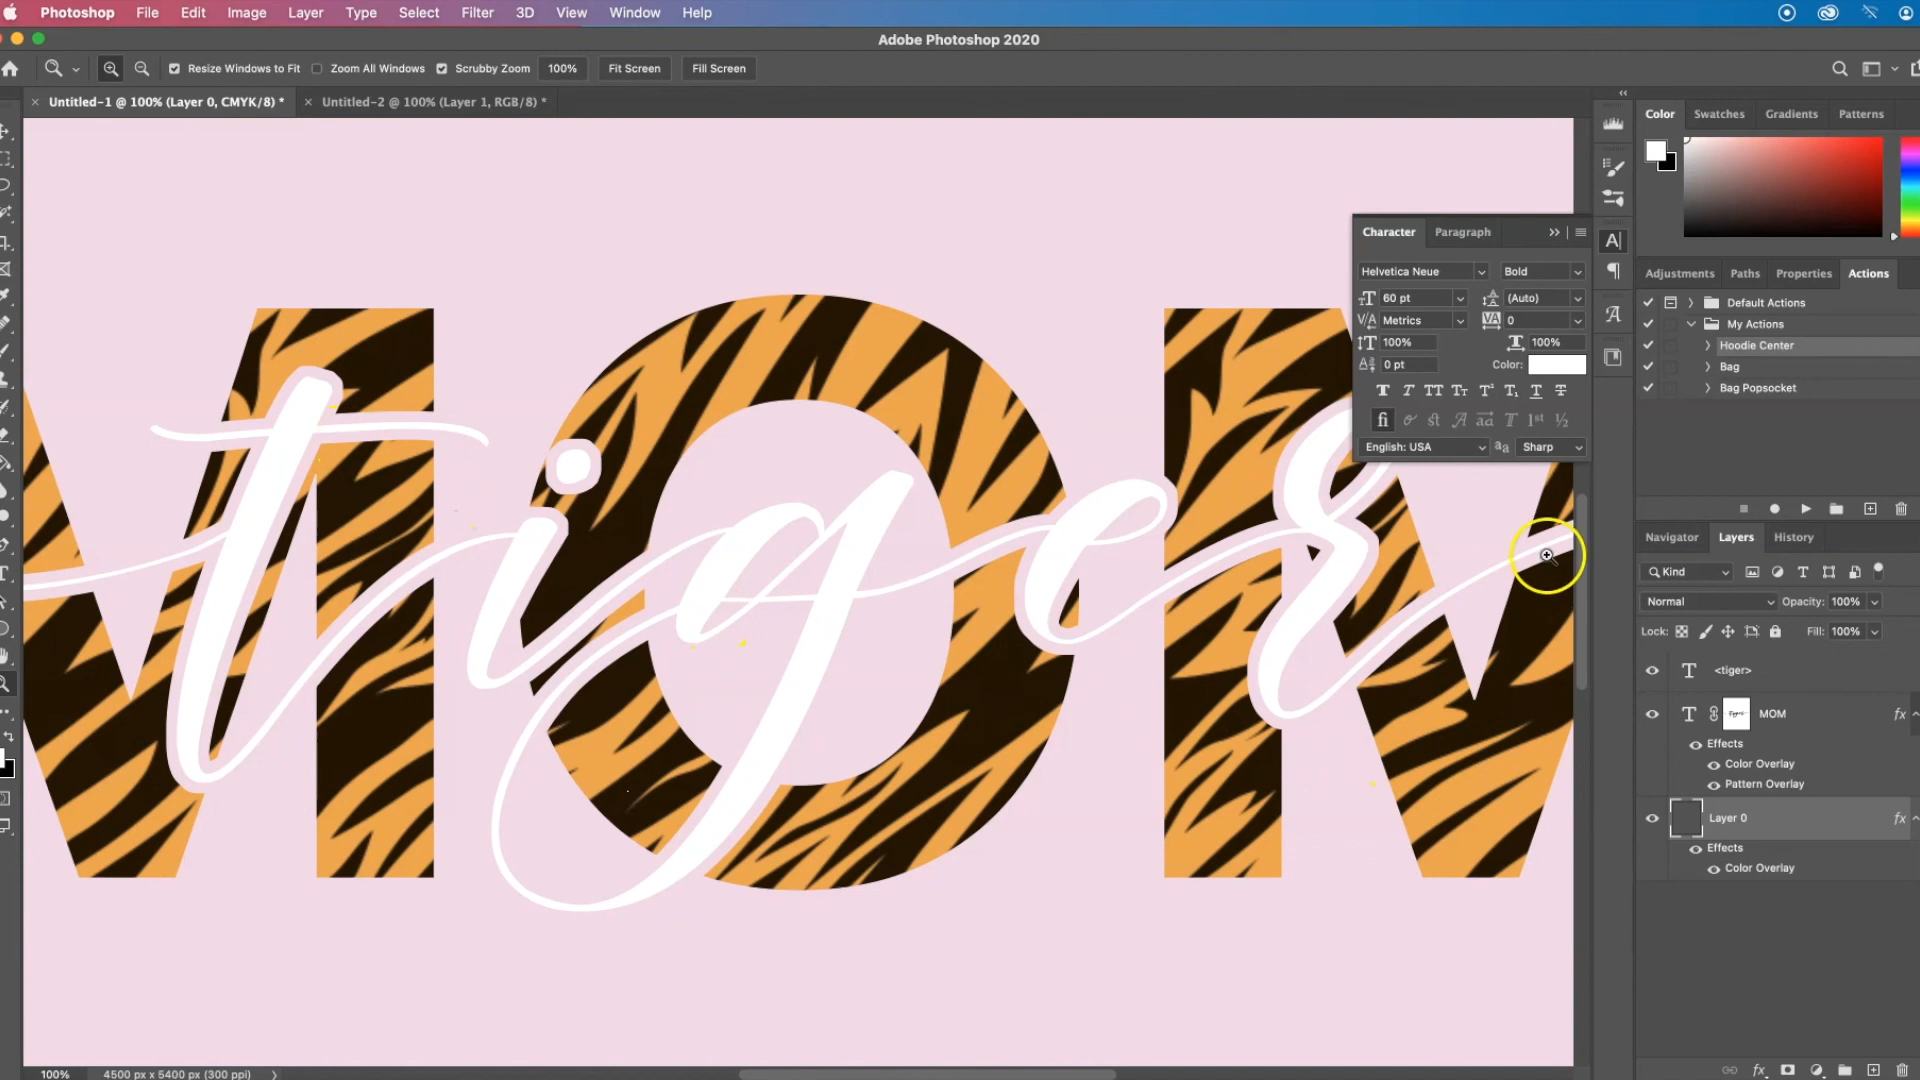 Photoshop File Edit Image Layer Type Select Filter 3D View Window Help
Adobe Photoshop 2020
Resize Windows to Fit Zoom All Windows Scrubby Zoom 100% Fit Screen Fill Screen
× Untitled-1 @ 100% (Layer 0, CMYK/8) * × Untitled-2 @ 100% (Layer 1, RGB/8) *
Color Swatches Gradients Patterns
Character Paragraph
Helvetica Neue Bold
60 pt (Auto)
Metrics 0
100% 100%
0 pt Color:
English: USA Sharp
Adjustments Paths Properties Actions
Default Actions
My Actions
Hoodie Center
Bag
Bag Popsocket
Navigator Layers History
Kind
Normal Opacity: 100%
Lock: Fill: 100%
<tiger>
MOM fx
Effects
Color Overlay
Pattern Overlay
Layer 0 fx
Effects
Color Overlay
MOM
tiger
100% 4500 px x 5400 px (300 ppi)